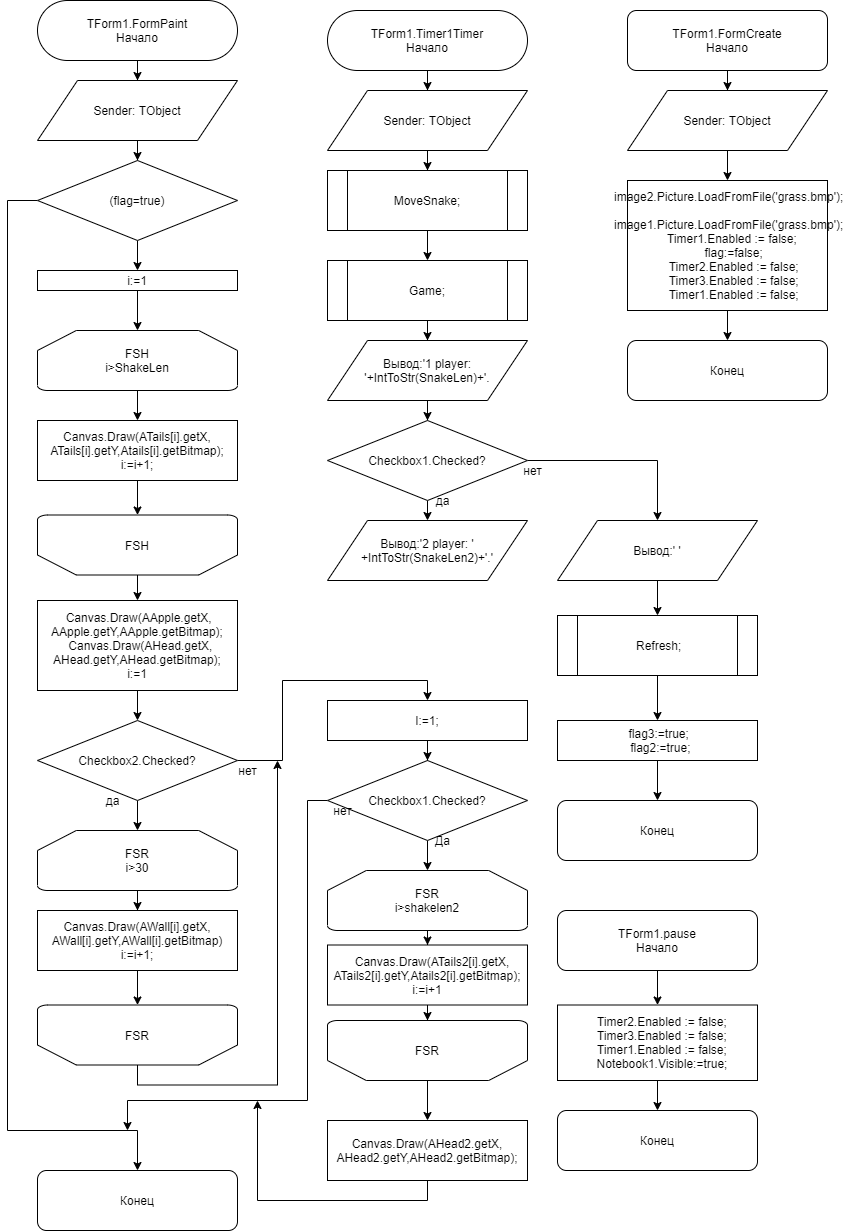 TForm1.FormPaint
Начало
Sender: TObject
(flag=true)
i:=1
FSH
i>ShakeLen
Canvas.Draw(ATails[i].getX,
ATails[i].getY,Atails[i].getBitmap);
i:=i+1;
FSH
Canvas.Draw(AApple.getX,
AApple.getY,AApple.getBitmap);
Canvas.Draw(AHead.getX,
AHead.getY,AHead.getBitmap);
i:=1
Checkbox2.Checked?
нет
да
FSR
i>30
Canvas.Draw(AWall[i].getX,
AWall[i].getY,AWall[i].getBitmap)
i:=i+1;
FSR
Конец
TForm1.Timer1Timer
Начало
Sender: TObject
MoveSnake;
Game;
Вывод:'1 player:
'+IntToStr(SnakeLen)+'.
Checkbox1.Checked?
нет
да
Вывод:'2 player: '
+IntToStr(SnakeLen2)+'.'
Вывод:' '
Refresh;
flag3:=true;
flag2:=true;
Конец
I:=1;
Checkbox1.Checked?
нет
Да
FSR
i>shakelen2
Canvas.Draw(ATails2[i].getX,
ATails2[i].getY,Atails2[i].getBitmap);
i:=i+1
FSR
Canvas.Draw(AHead2.getX,
AHead2.getY,AHead2.getBitmap);
TForm1.FormCreate
Начало
Sender: TObject
image2.Picture.LoadFromFile('grass.bmp');
image1.Picture.LoadFromFile('grass.bmp');
Timer1.Enabled := false;
flag:=false;
Timer2.Enabled := false;
Timer3.Enabled := false;
Timer1.Enabled := false;
Конец
TForm1.pause
Начало
Timer2.Enabled := false;
Timer3.Enabled := false;
Timer1.Enabled := false;
Notebook1.Visible:=true;
Конец